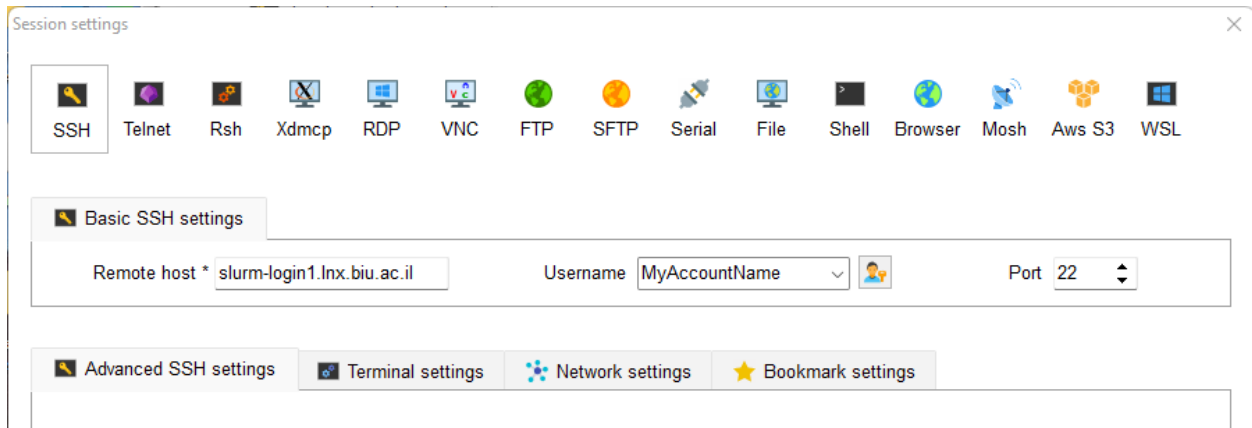 Session settings
SSH Telnet Rsh Xdmcp RDP VNC FTP SFTP Serial File Shell Browser Mosh Aws S3 WSL
Basic SSH settings
Remote host * slurm-login1.lnx.biu.ac.il Username MyAccountName Port 22
Advanced SSH settings Terminal settings Network settings Bookmark settings